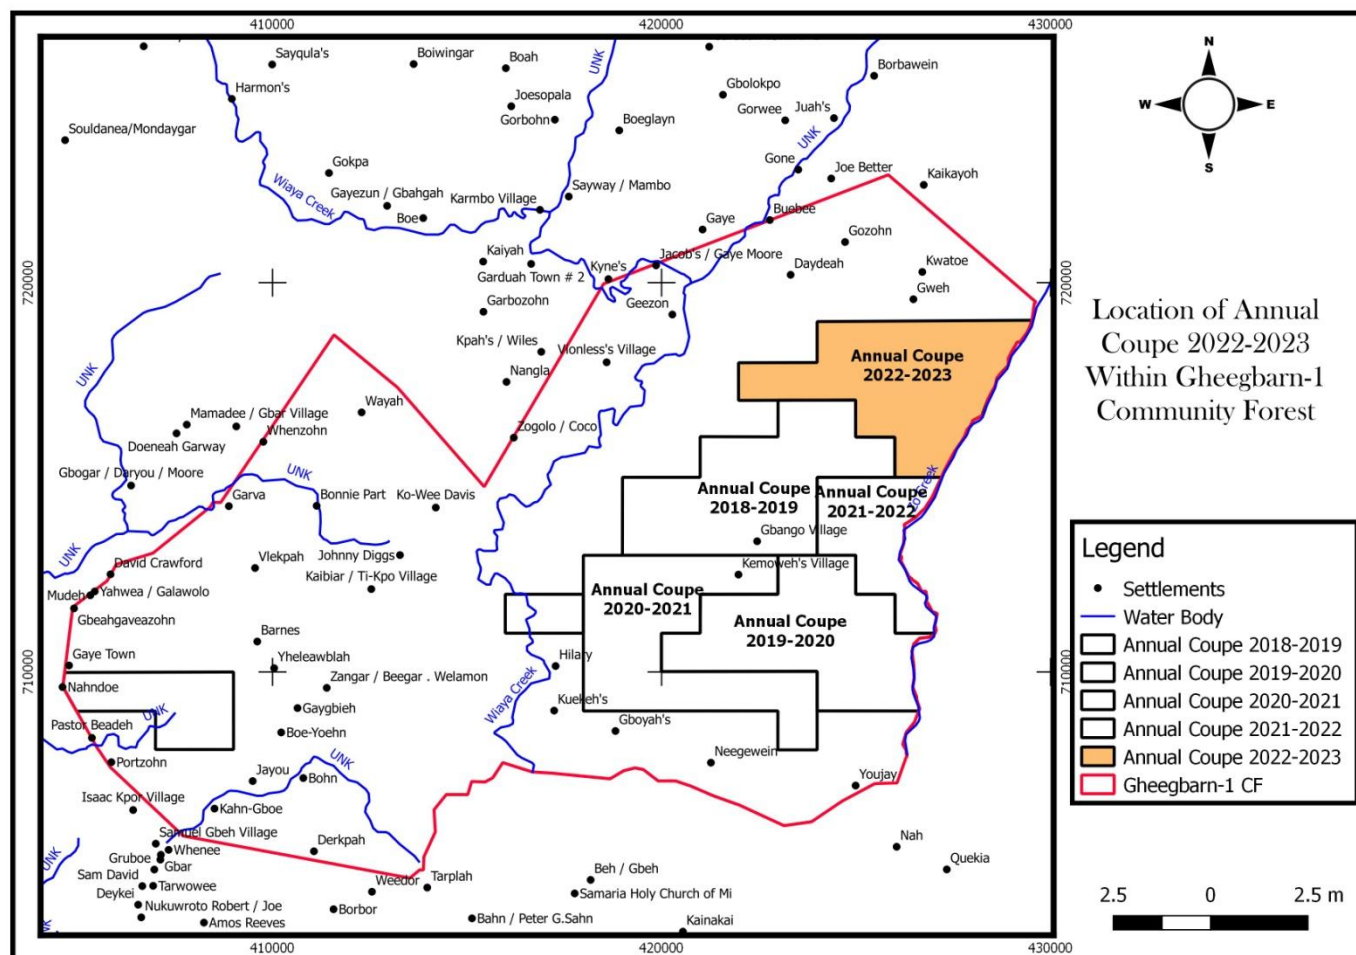 410000
420000
430000
Sayqula's
Boiwingar
Boah
UNK
Borbawein
Harmon's
Joesopala
Gbolokpo
Gorbohn
Gorwee
Juah's
Souldanea/Mondaygar
Boeglayn
UNK
Gokpa
Gone
Joe Better
Wiaya Creek
Gayezun / Gbahgah
Karmbo Village
Sayway / Mambo
Kaikayoh
Boe
Gaye
Buebee
Gozohn
Kaiyah
Jacob's / Gaye Moore
Garduah Town # 2
Kyne's
Daydeah
Kwatoe
720000
720000
Garbozohn
Geezon
Gweh
UNK
Kpah's / Wiles
Vionless's Village
Annual Coupe
2022-2023
Nangla
Mamadee / Gbar Village
Wayah
Doeneah Garway
Whenzohn
Zogolo / Coco
Gbogar / Daryou / Moore
UNK
Garva
Bonnie Part
Ko-Wee Davis
Annual Coupe
2018-2019
Annual Coupe
2021-2022
Gbango Village
UNK
David Crawford
Vlekpah
Johnny Diggs
Kaibiar / Ti-Kpo Village
Kemoweh's Village
Mudeh
Yahwea / Galawolo
Gbeahgaveazohn
Annual Coupe
2020-2021
Annual Coupe
2019-2020
Barnes
Gaye Town
Yheleawblah
Hilary
710000
710000
Nahndoe
Zangar / Beegar . Welamon
Wiaya Creek
Gaygbieh
Kuekeh's
Pastor Beadeh
UNK
Boe-Yoehn
Gboyah's
Portzohn
UNK
Neegewein
Jayou
Bohn
Youjay
Isaac Kpor Village
Kahn-Gboe
Samuel Gbeh Village
Whenee
Derkpah
Nah
Gruboe
Gbar
UNK
Sam David
Beh / Gbeh
Quekia
Deykei
Tarwowee
Weedor
Tarplah
Samaria Holy Church of Mi
Nukuwroto Robert / Joe
Borbor
UNK
Amos Reeves
Bahn / Peter G.Sahn
Kainakai
410000
420000
430000
N
W
E
S
Location of Annual
Coupe 2022-2023
Within Gheegbarn-1
Community Forest
Legend
Settlements
Water Body
Annual Coupe 2018-2019
Annual Coupe 2019-2020
Annual Coupe 2020-2021
Annual Coupe 2021-2022
Annual Coupe 2022-2023
Gheegbarn-1 CF
2.5
0
2.5 m